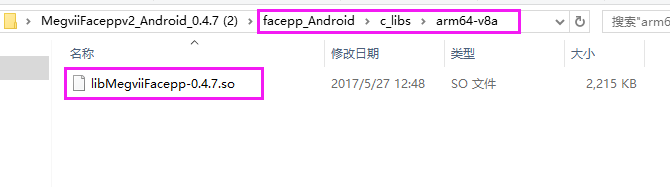 MegviiFaceppv2_Android_0.4.7 (2) › facepp_Android › c_libs › arm64-v8a 搜索"arm6
名称 修改日期 类型 大小
libMegviiFacepp-0.4.7.so 2017/5/27 12:48 SO 文件 2,215 KB